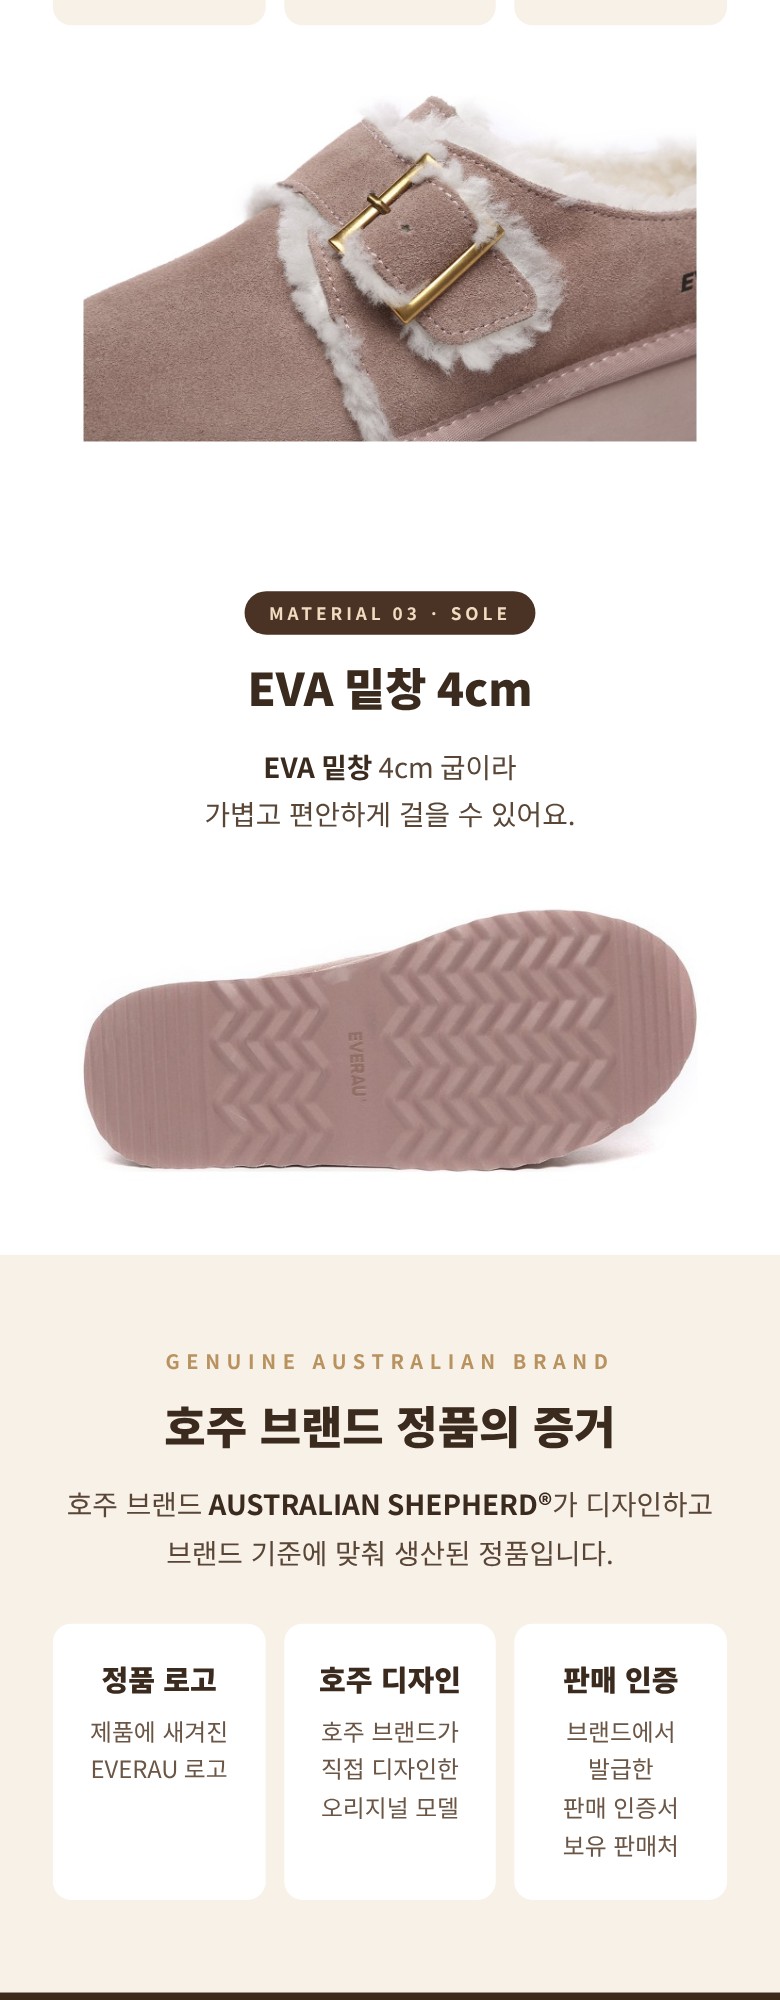 MATERIAL 03 · SOLE
EVA 밑창 4cm
EVA 밑창 4cm 굽이라
가볍고 편안하게 걸을 수 있어요.
EVERAU
GENUINE AUSTRALIAN BRAND
호주 브랜드 정품의 증거
호주 브랜드 AUSTRALIAN SHEPHERD®가 디자인하고
브랜드 기준에 맞춰 생산된 정품입니다.
정품 로고
제품에 새겨진
EVERAU 로고
호주 디자인
호주 브랜드가
직접 디자인한
오리지널 모델
판매 인증
브랜드에서
발급한
판매 인증서
보유 판매처